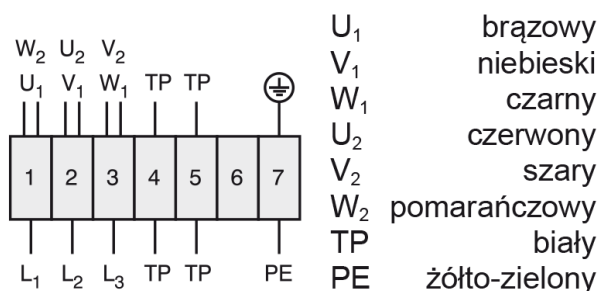 W₂ U₂ V₂
U₁ V₁ W₁ TP TP
1 2 3 4 5 6 7
L₁ L₂ L₃ TP TP PE
U₁ brązowy
V₁ niebieski
W₁ czarny
U₂ czerwony
V₂ szary
W₂ pomarańczowy
TP biały
PE żółto-zielony